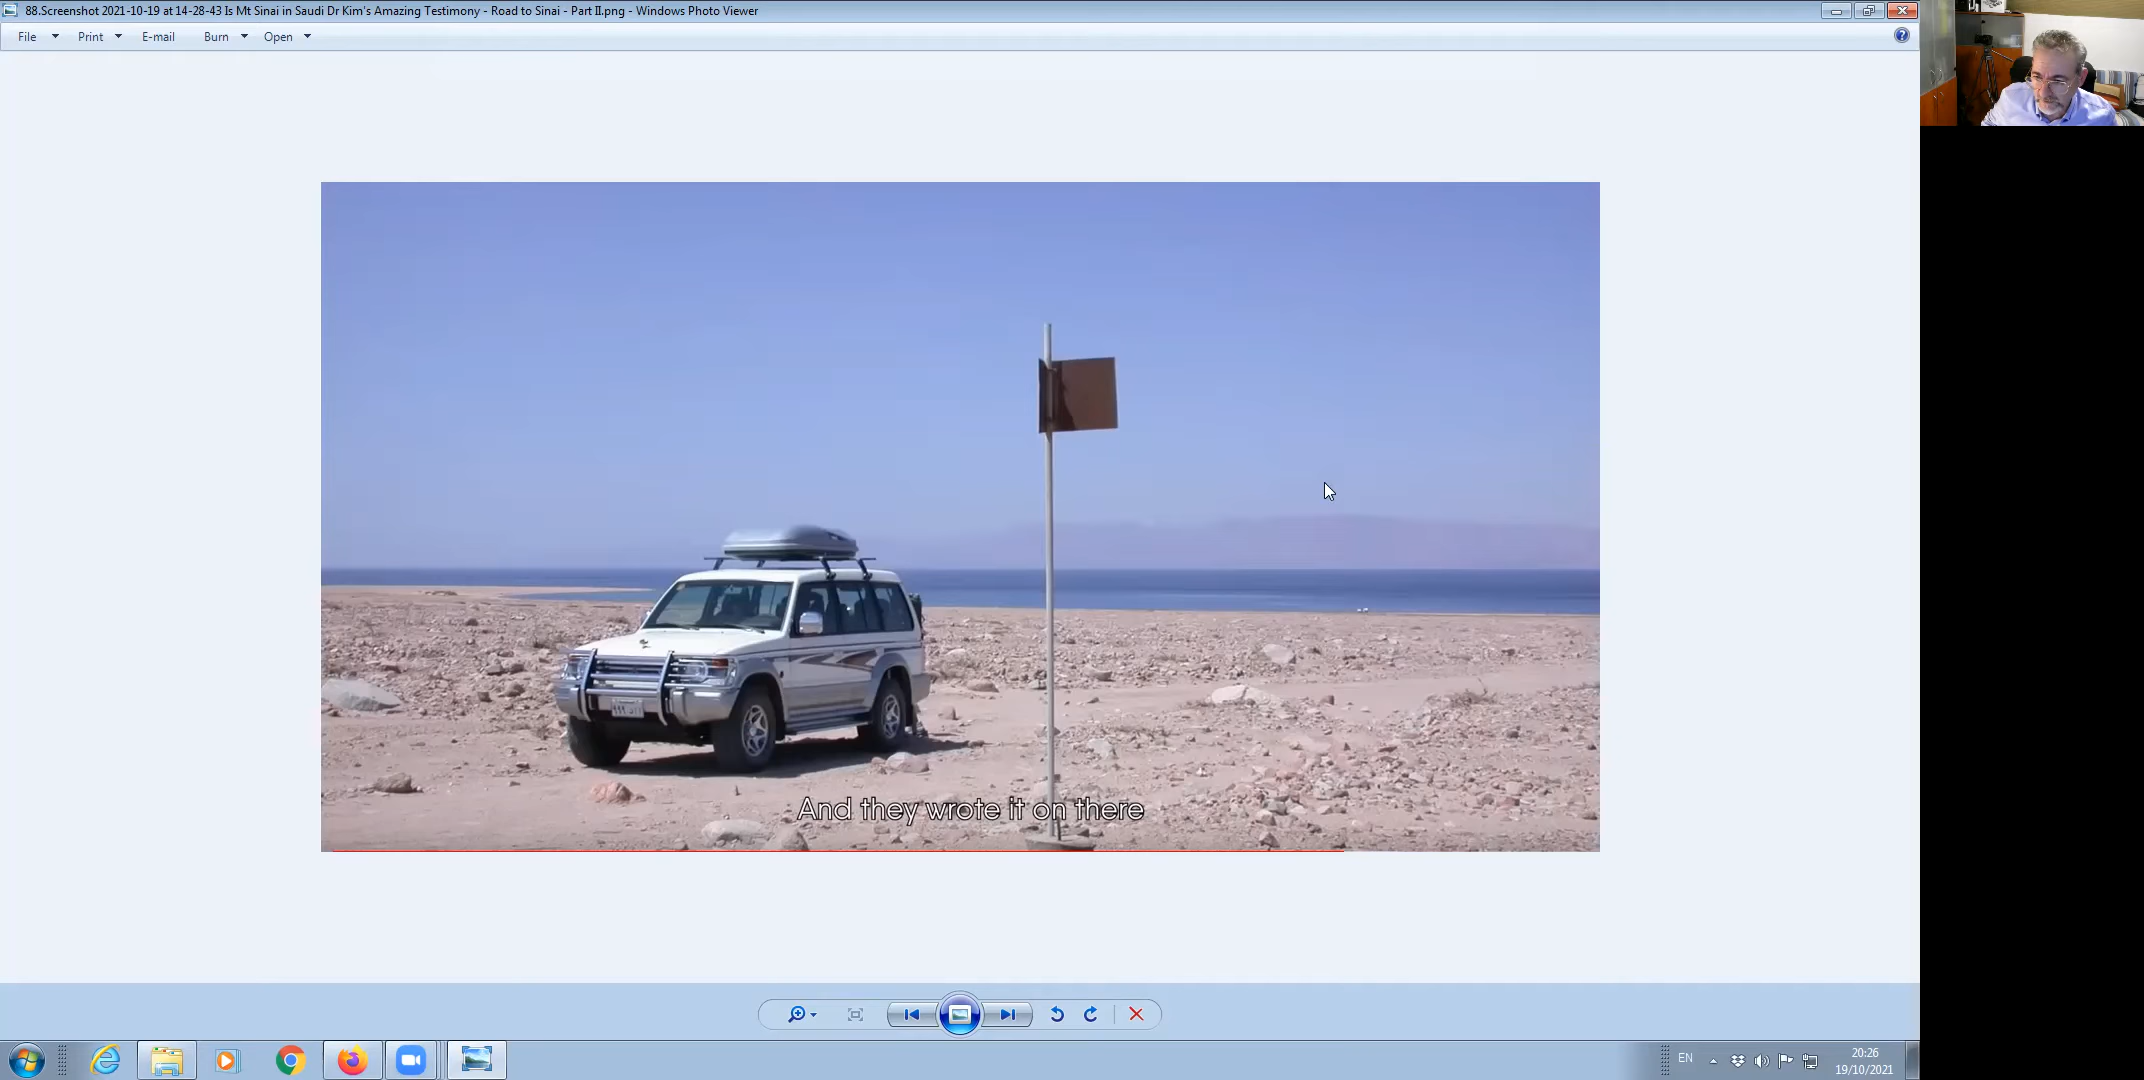 88.Screenshot 2021-10-19 at 14-28-43 Is Mt Sinai in Saudi Dr Kim's Amazing Testimony - Road to Sinai - Part II.png - Windows Photo Viewer
File Print E-mail Burn Open
And they wrote it on there
EN
20:26
19/10/2021